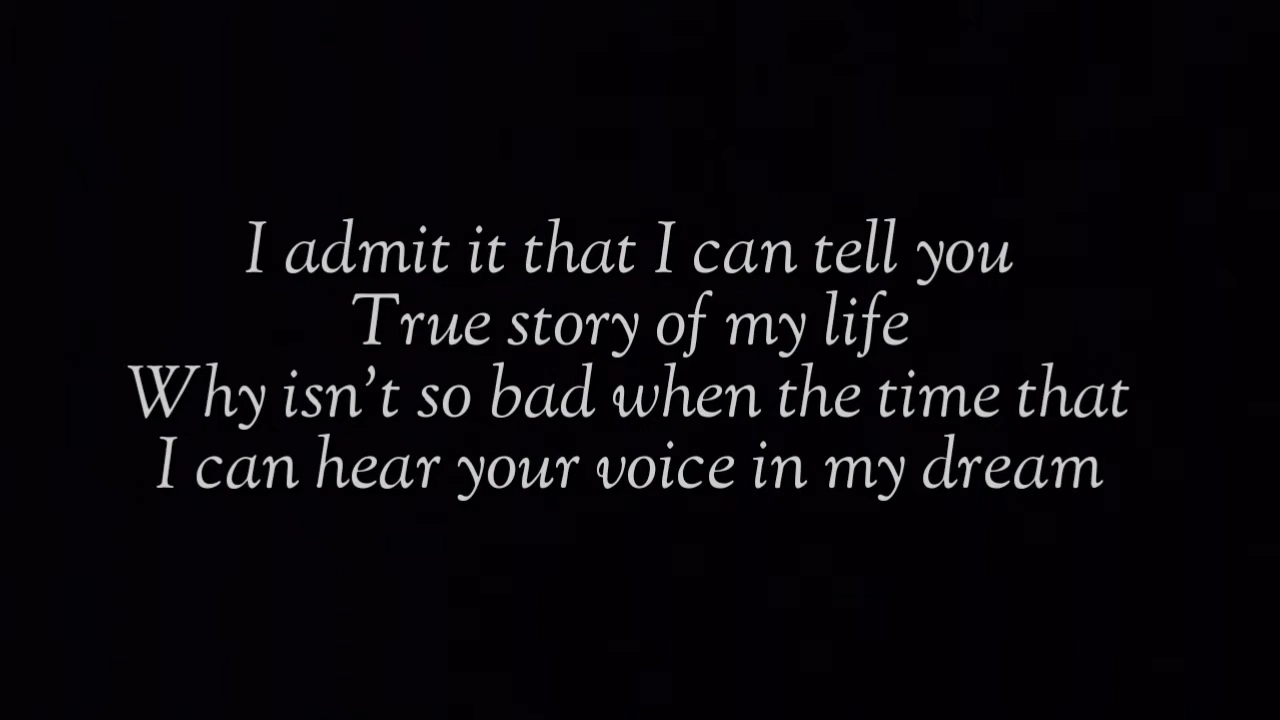 I admit it that I can tell you
True story of my life
Why isn't so bad when the time that
I can hear your voice in my dream